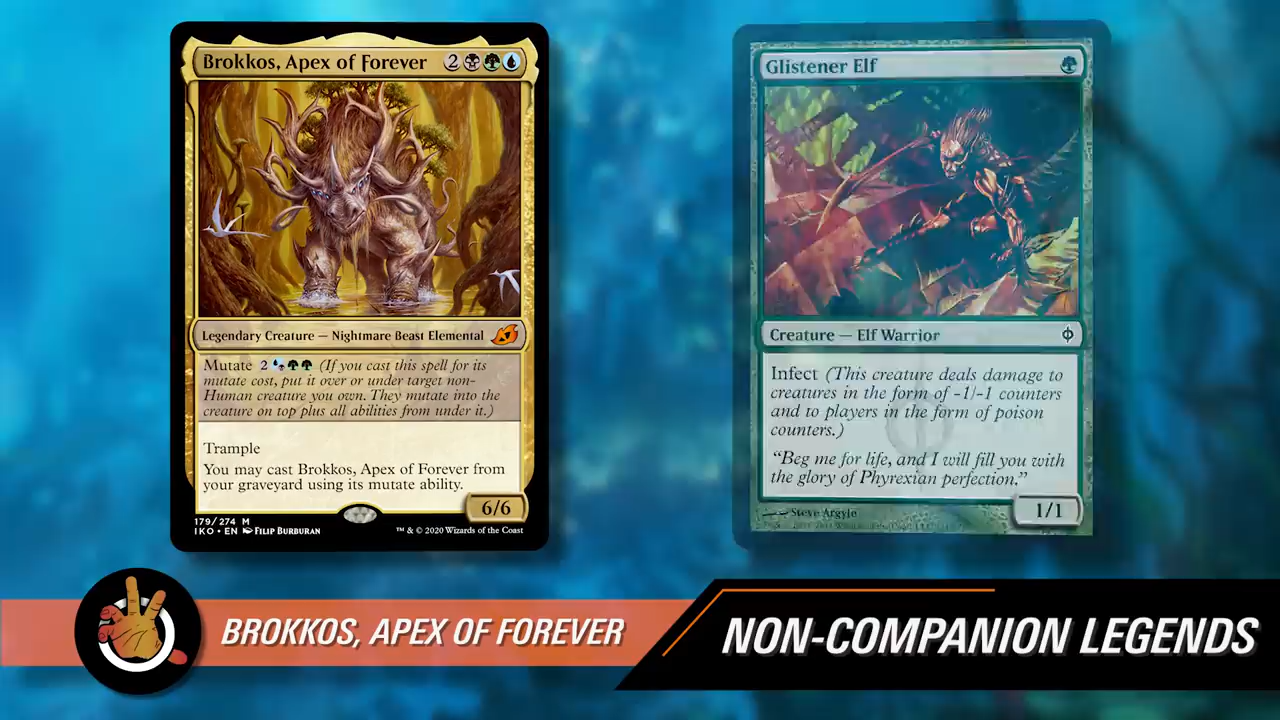 Brokkos, Apex of Forever 2
Legendary Creature — Nightmare Beast Elemental
Mutate 2 (If you cast this spell for its
mutate cost, put it over or under target non-
Human creature you own. They mutate into the
creature on top plus all abilities from under it.)
Trample
You may cast Brokkos, Apex of Forever from
your graveyard using its mutate ability.
6/6
179/274 M
IKO • EN Filip Burburan
™ & © 2020 Wizards of the Coast
Glistener Elf
Creature — Elf Warrior
Infect (This creature deals damage to
creatures in the form of -1/-1 counters
and to players in the form of poison
counters.)
“Beg me for life, and I will fill you with
the glory of Phyrexian perfection.”
1/1
Steve Argyle
BROKKOS, APEX OF FOREVER
NON-COMPANION LEGENDS